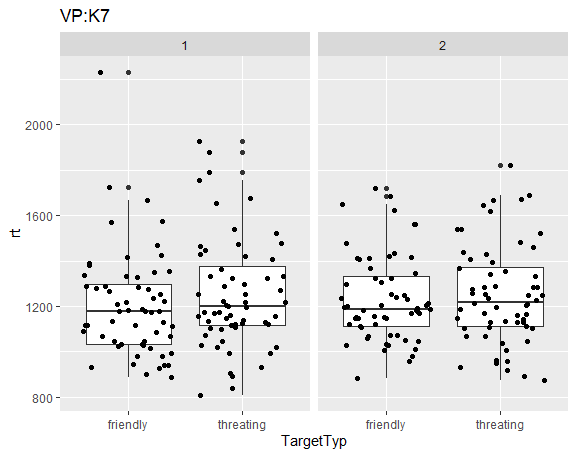 VP:K7
1 2
2000
1600
1200
800
rt
friendly threating friendly threating
TargetTyp